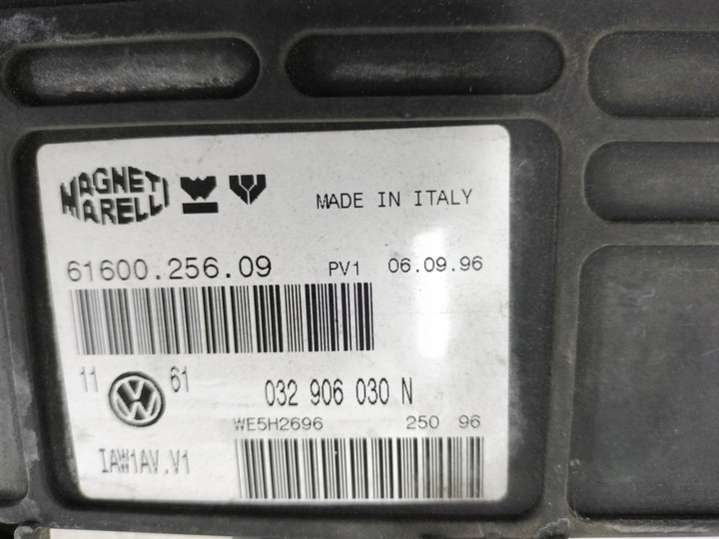 MAGNETI
MARELLI
MADE IN ITALY
61600.256.09 PV1 06.09.96
11 61
032 906 030 N
WE5H2696 250 96
IAW1AV.V1